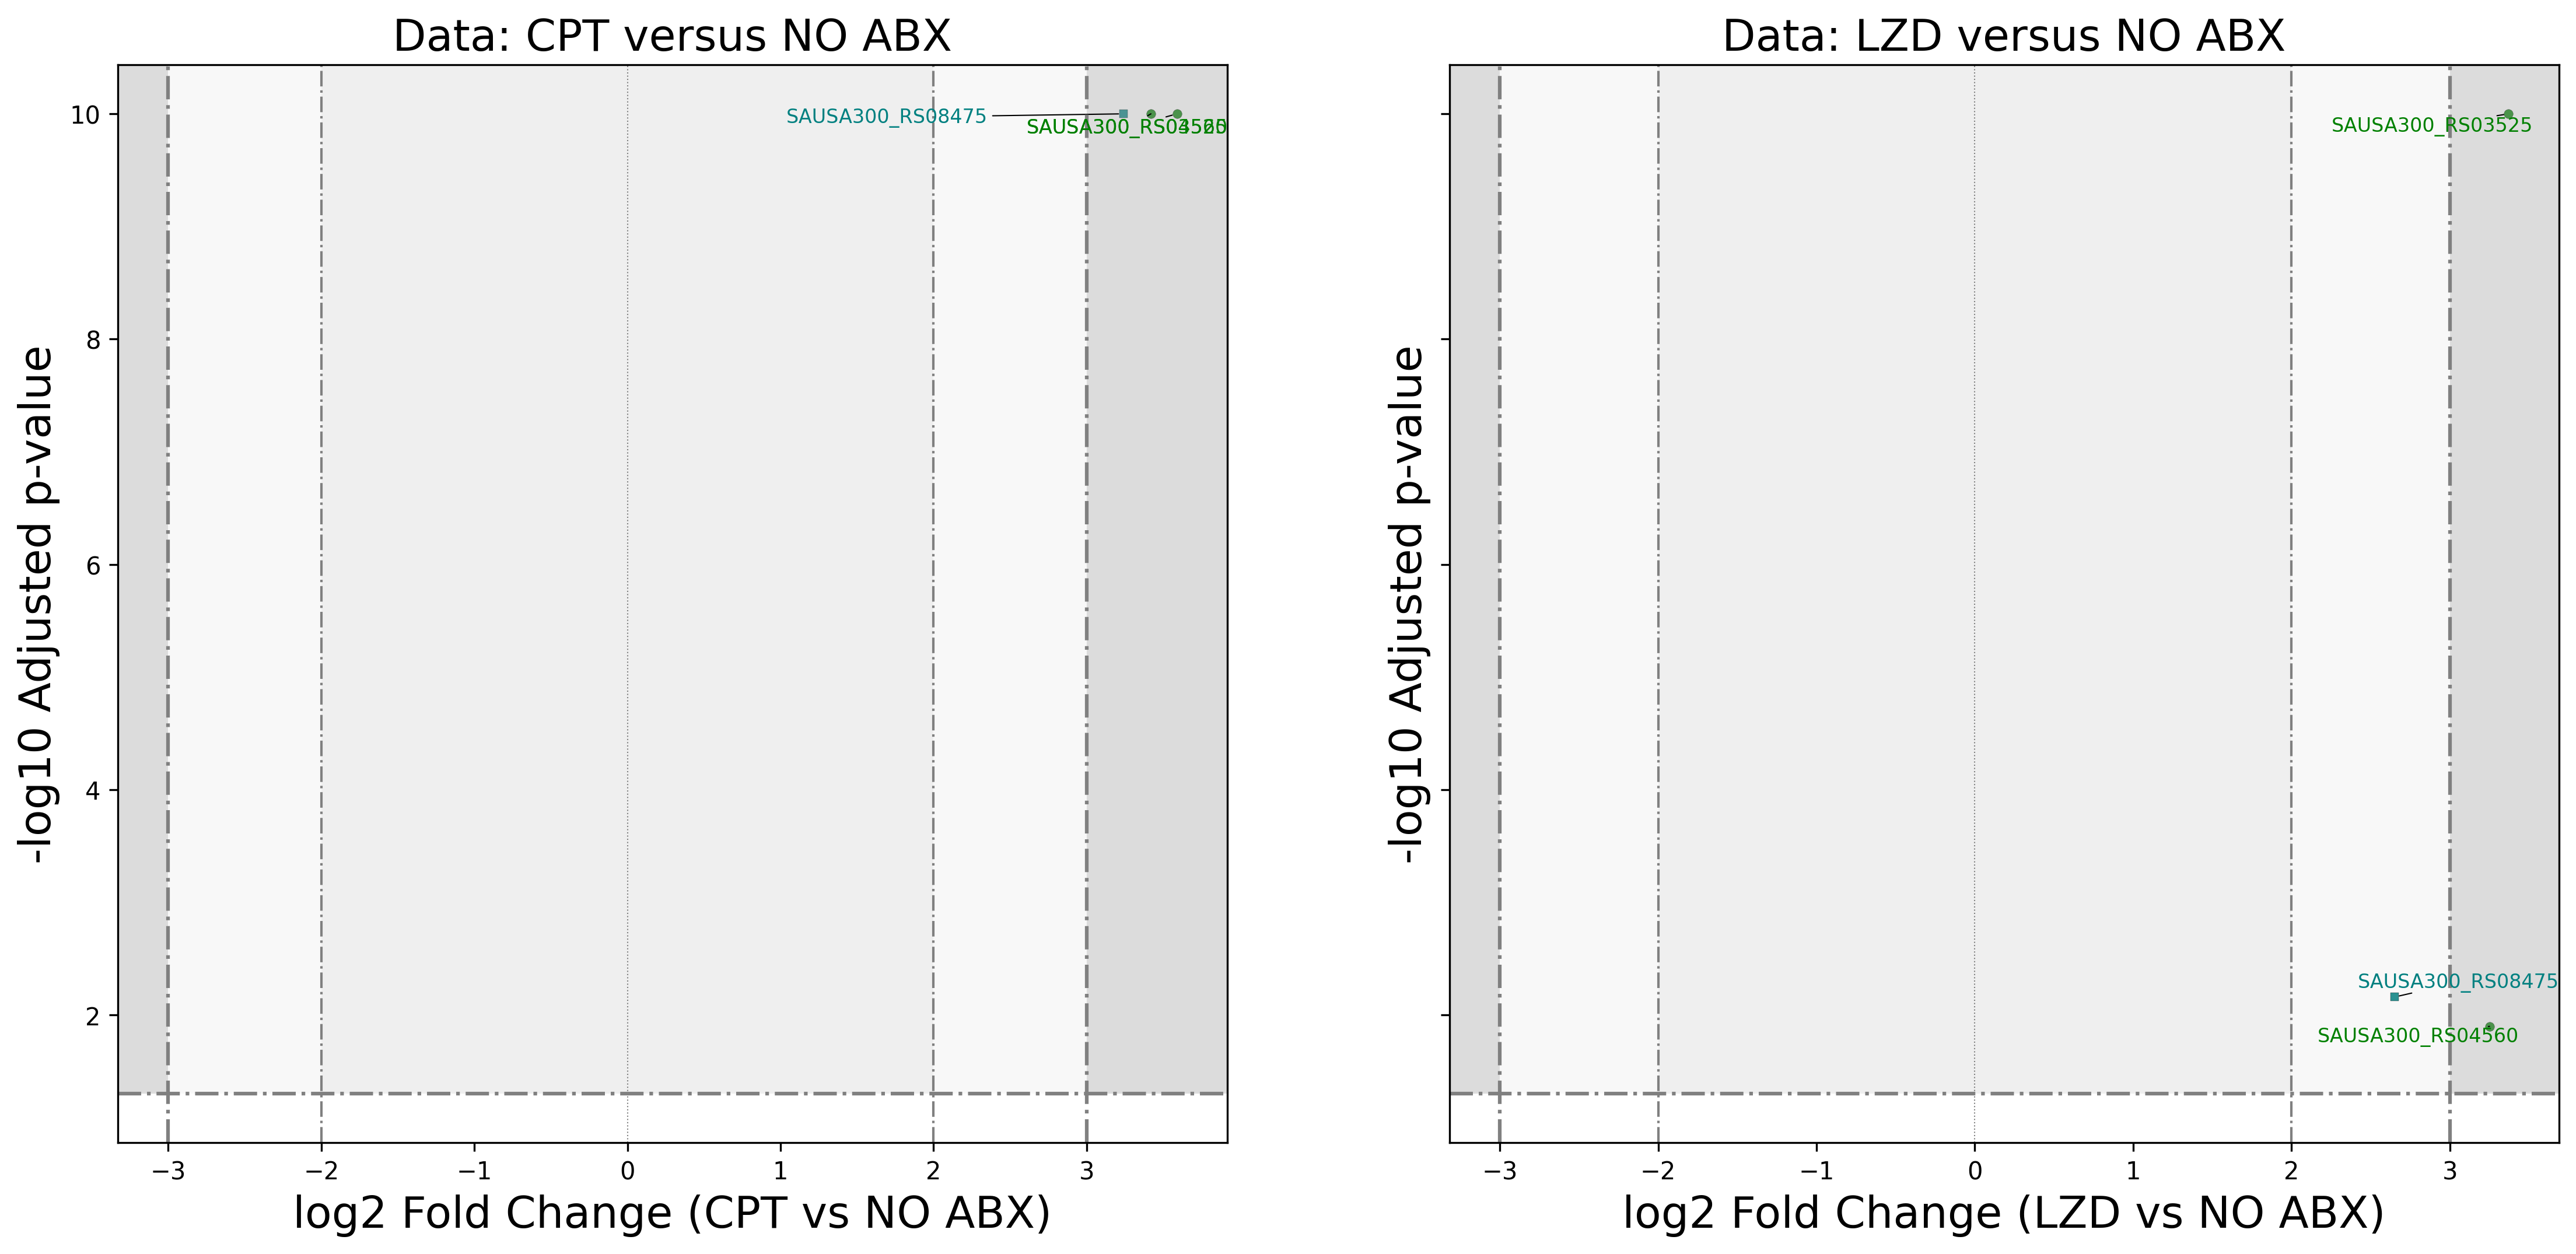 Data: CPT versus NO ABX
10
8
6
4
2
-log10 Adjusted p-value
SAUSA300_RS08475
−3
−2
−1
0
1
2
3
log2 Fold Change (CPT vs NO ABX)
Data: LZD versus NO ABX
-log10 Adjusted p-value
SAUSA300_RS03525
SAUSA300_RS08475
SAUSA300_RS04560
−3
−2
−1
0
1
2
3
log2 Fold Change (LZD vs NO ABX)